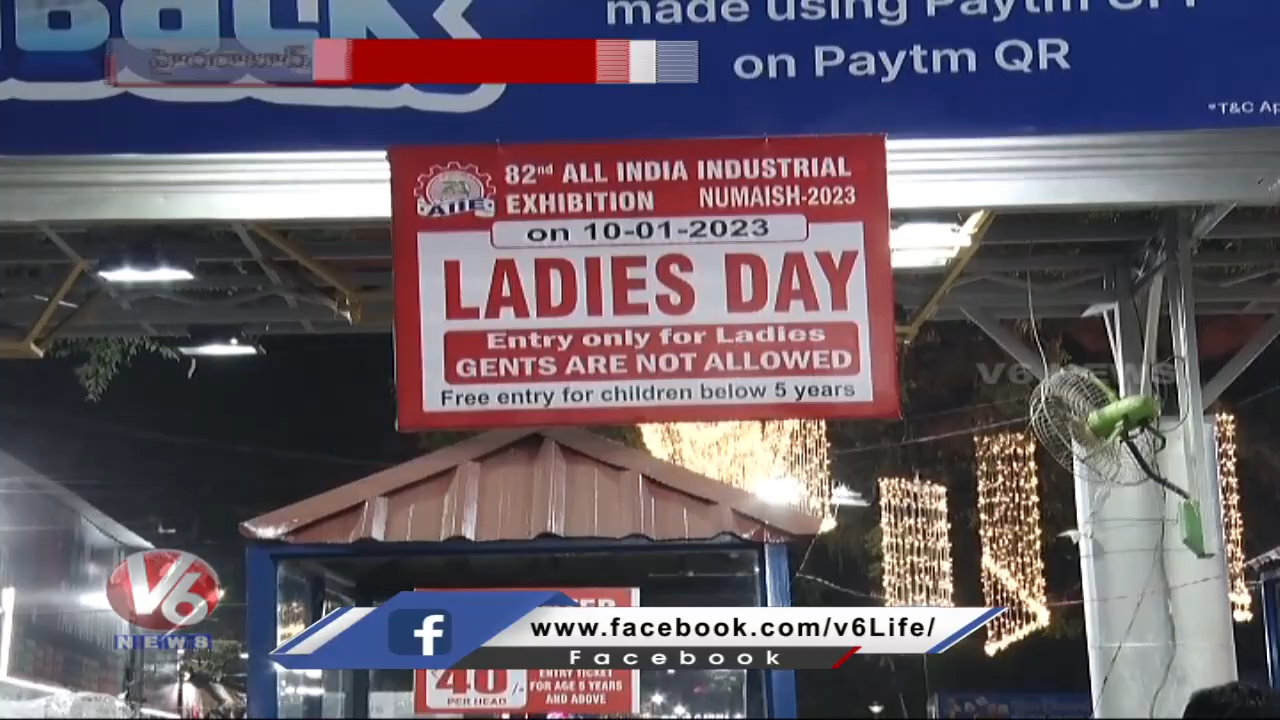 made using Paytm UPI
on Paytm QR
*T&C Ap
82nd ALL INDIA INDUSTRIAL
EXHIBITION NUMAISH-2023
AIIE
on 10-01-2023
LADIES DAY
Entry only for Ladies
GENTS ARE NOT ALLOWED
Free entry for children below 5 years
V6 NEWS
V6
NEWS
www.facebook.com/v6Life/
Facebook
₹40/-
PER HEAD
ENTRY TICKET
FOR AGE 5 YEARS
AND ABOVE